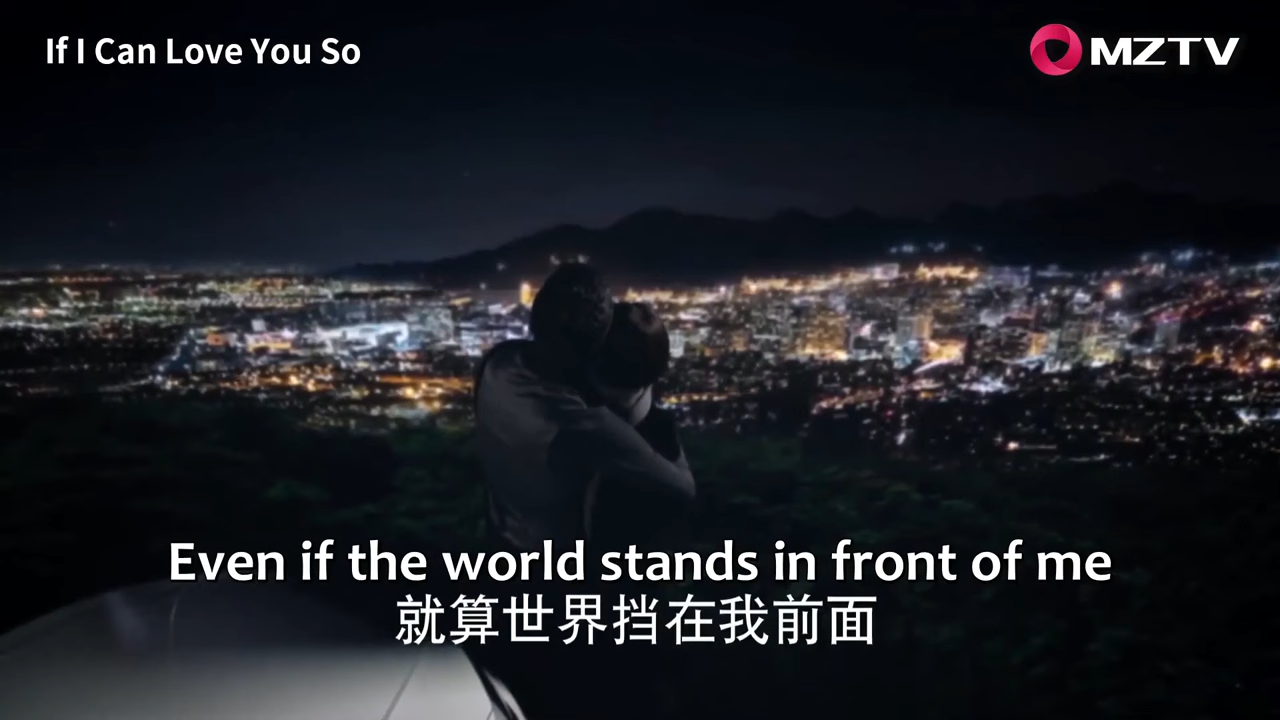 If I Can Love You So
MZTV
Even if the world stands in front of me
就算世界挡在我前面